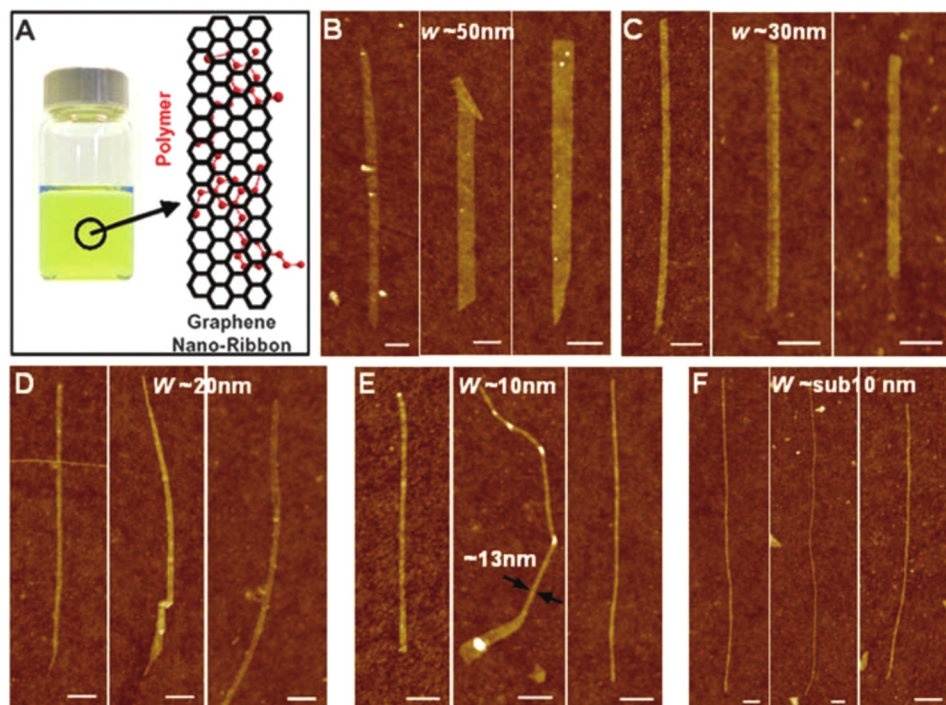 A
Polymer
Graphene
Nano-Ribbon
B
w ~50nm
C
w ~30nm
D
w ~20nm
E
w ~10nm
~13nm
F
w ~sub10 nm